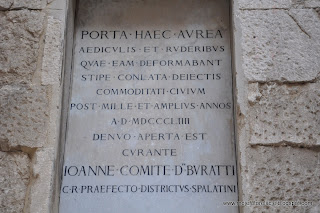 PORTA · HAEC · AVREA
AEDICVLIS · ET · RVDERIBVS
QVAE · EAM · DEFORMABANT
STIPE · CONLATA · DEIECTIS
COMMODITATI · CIVIVM
POST · MILLE · ET · AMPLIVS · ANNOS
A · D · MDCCCLIIII
DENVO · APERTA · EST
CVRANTE
IOANNE · COMITE · Dᴱ · BVRATTI
C · R · PRAEFECTO · DISTRICTVS · SPALATINI